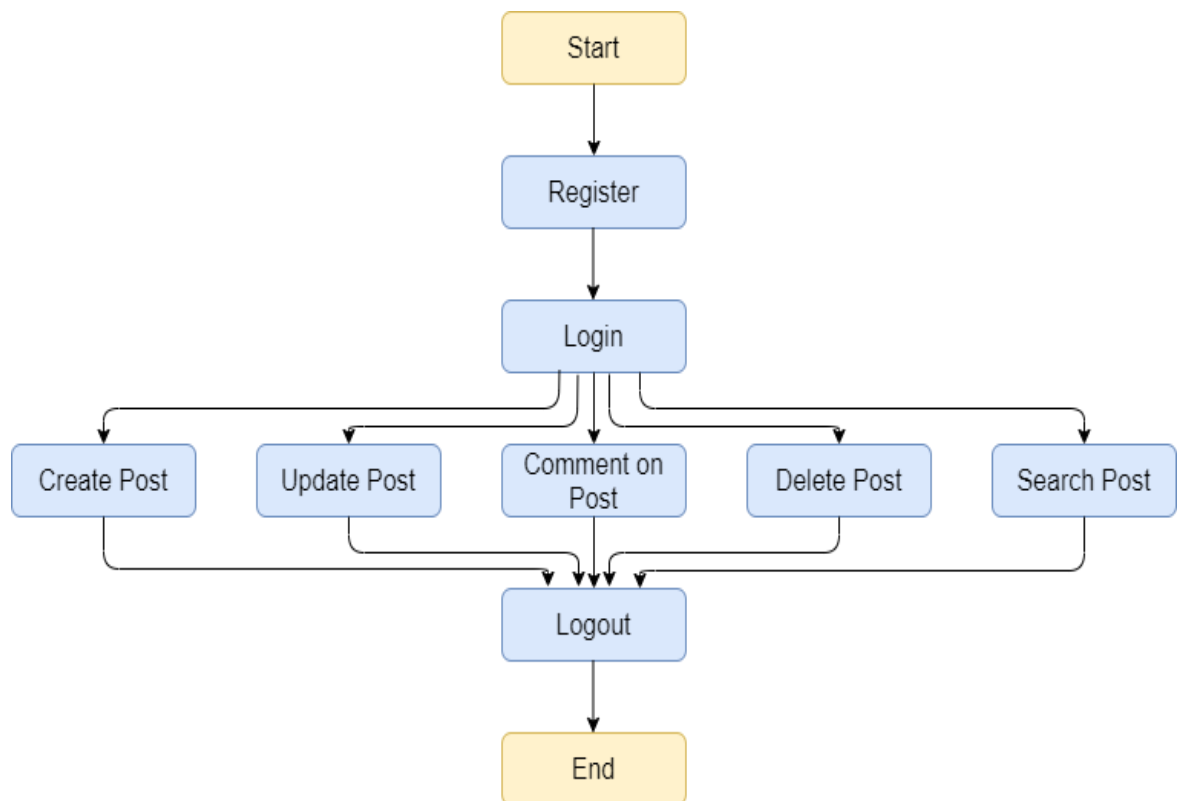 Start
Register
Login
Create Post
Update Post
Comment on
Post
Delete Post
Search Post
Logout
End